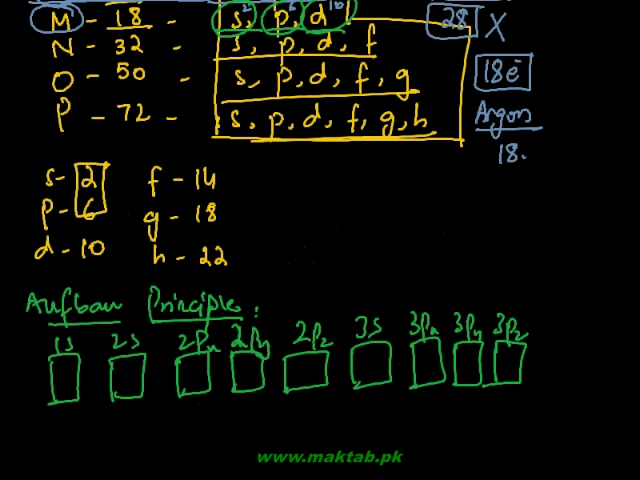 M - 18 - s², p⁶, d¹⁰ 28 X
N - 32 - s, p, d, f
18ē
O - 50 - s, p, d, f, g
Argon
P - 72 - s, p, d, f, g, h
18.
s - 2 f - 14
p - 6 g - 18
d - 10 h - 22
Aufbau Principle:
1s 2s 2Px 2Py 2Pz 3s 3Px 3Py 3Pz
www.maktab.pk